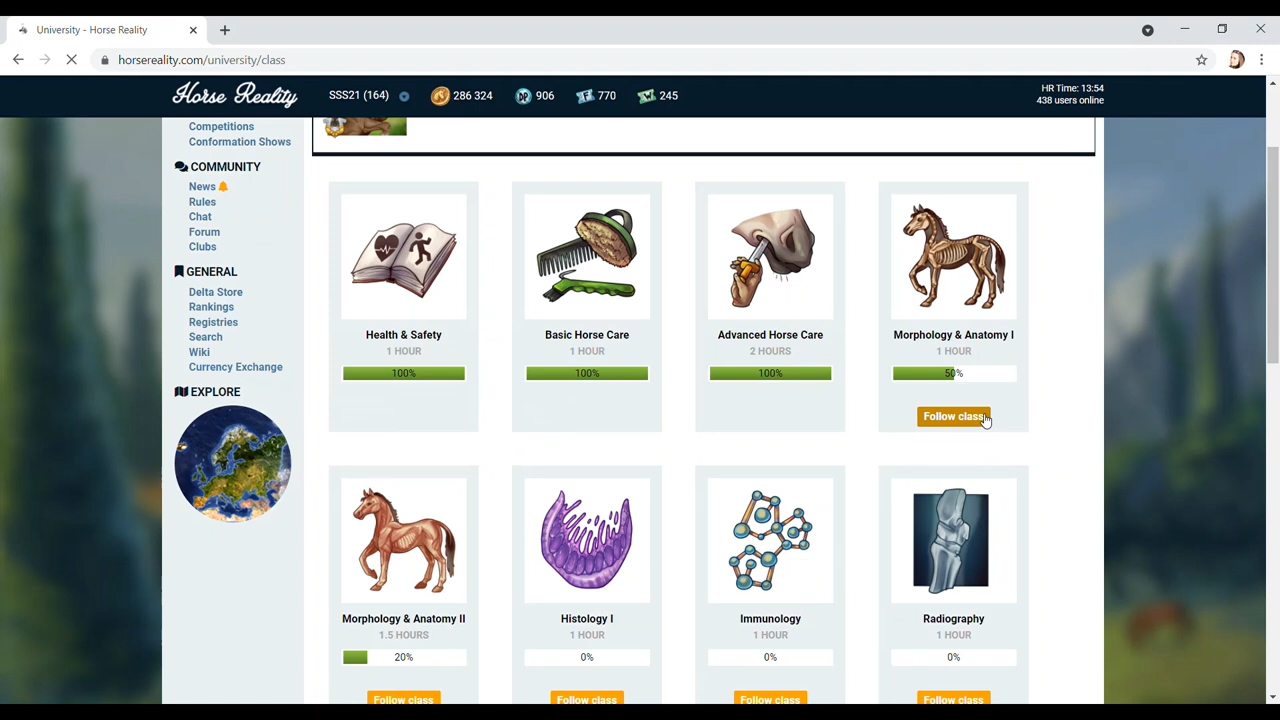 University - Horse Reality
horsereality.com/university/class
Horse Reality
SSS21 (164)
286 324
DP
906
F
770
W
245
HR Time: 13:54
438 users online
Competitions
Conformation Shows
COMMUNITY
News
Rules
Chat
Forum
Clubs
GENERAL
Delta Store
Rankings
Registries
Search
Wiki
Currency Exchange
EXPLORE
Health & Safety
1 HOUR
100%
Basic Horse Care
1 HOUR
100%
Advanced Horse Care
2 HOURS
100%
Morphology & Anatomy I
1 HOUR
50%
Follow class
Morphology & Anatomy II
1.5 HOURS
20%
Follow class
Histology I
1 HOUR
0%
Follow class
Immunology
1 HOUR
0%
Follow class
Radiography
1 HOUR
0%
Follow class